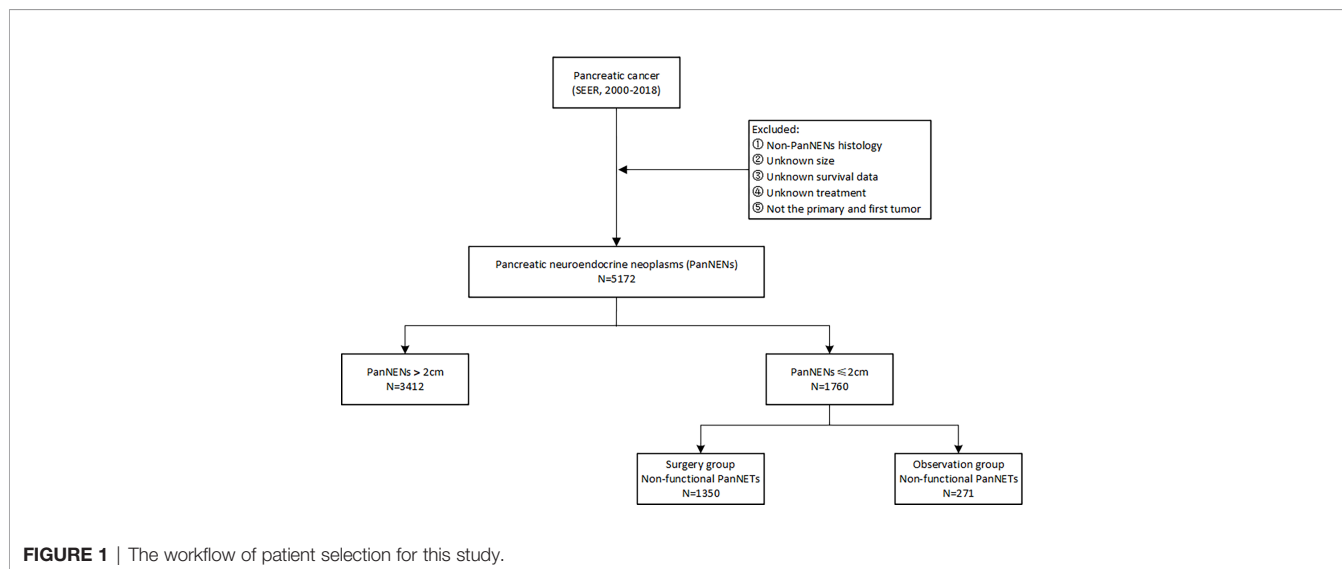 Pancreatic cancer
(SEER, 2000-2018)
Excluded:
① Non-PanNENs histology
② Unknown size
③ Unknown survival data
④ Unknown treatment
⑤ Not the primary and first tumor
Pancreatic neuroendocrine neoplasms (PanNENs)
N=5172
PanNENs > 2cm
N=3412
PanNENs ≤2cm
N=1760
Surgery group
Non-functional PanNETs
N=1350
Observation group
Non-functional PanNETs
N=271
FIGURE 1 | The workflow of patient selection for this study.